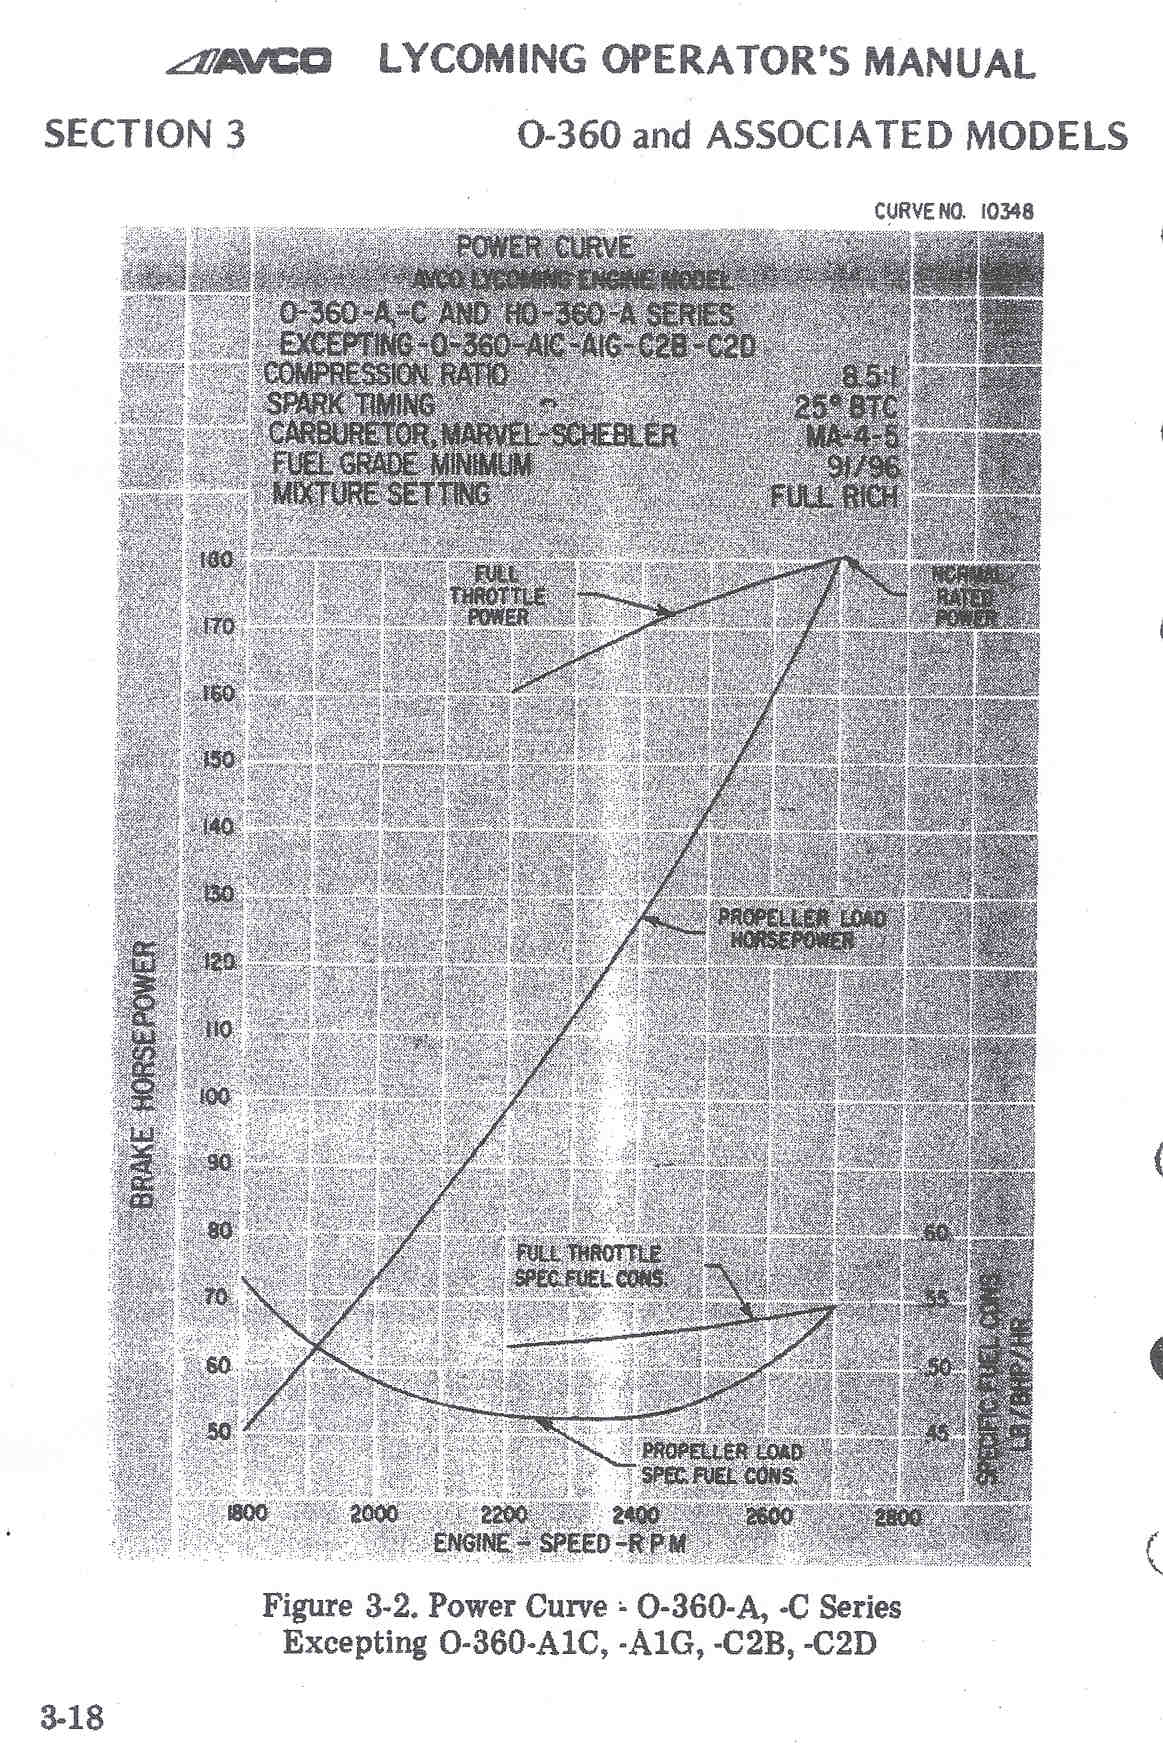 AVCO LYCOMING OPERATOR'S MANUAL
SECTION 3 O-360 and ASSOCIATED MODELS
CURVE NO. 10348
POWER CURVE
AVCO LYCOMING ENGINE MODEL
O-360-A,-C AND HO-360-A SERIES
EXCEPTING-O-360-A1C-A1G-C2B-C2D
COMPRESSION RATIO 8.5:1
SPARK TIMING 25° BTC
CARBURETOR, MARVEL-SCHEBLER MA-4-5
FUEL GRADE MINIMUM 91/96
MIXTURE SETTING FULL RICH
180
170
160
150
140
130
120
110
100
90
80
70
60
50
BRAKE HORSEPOWER
FULL
THROTTLE
POWER
NORMAL
RATED
POWER
PROPELLER LOAD
HORSEPOWER
FULL THROTTLE
SPEC. FUEL CONS.
PROPELLER LOAD
SPEC. FUEL CONS.
.60
.55
.50
.45
SPECIFIC FUEL CONS.
LB/BHP/HR
1800 2000 2200 2400 2600 2800
ENGINE - SPEED - R P M
Figure 3-2. Power Curve - O-360-A, -C Series
Excepting O-360-A1C, -A1G, -C2B, -C2D
3-18